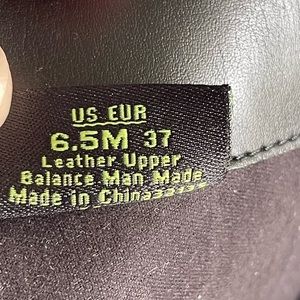 US EUR
6.5M 37
Leather Upper
Balance Man Made
Made in China